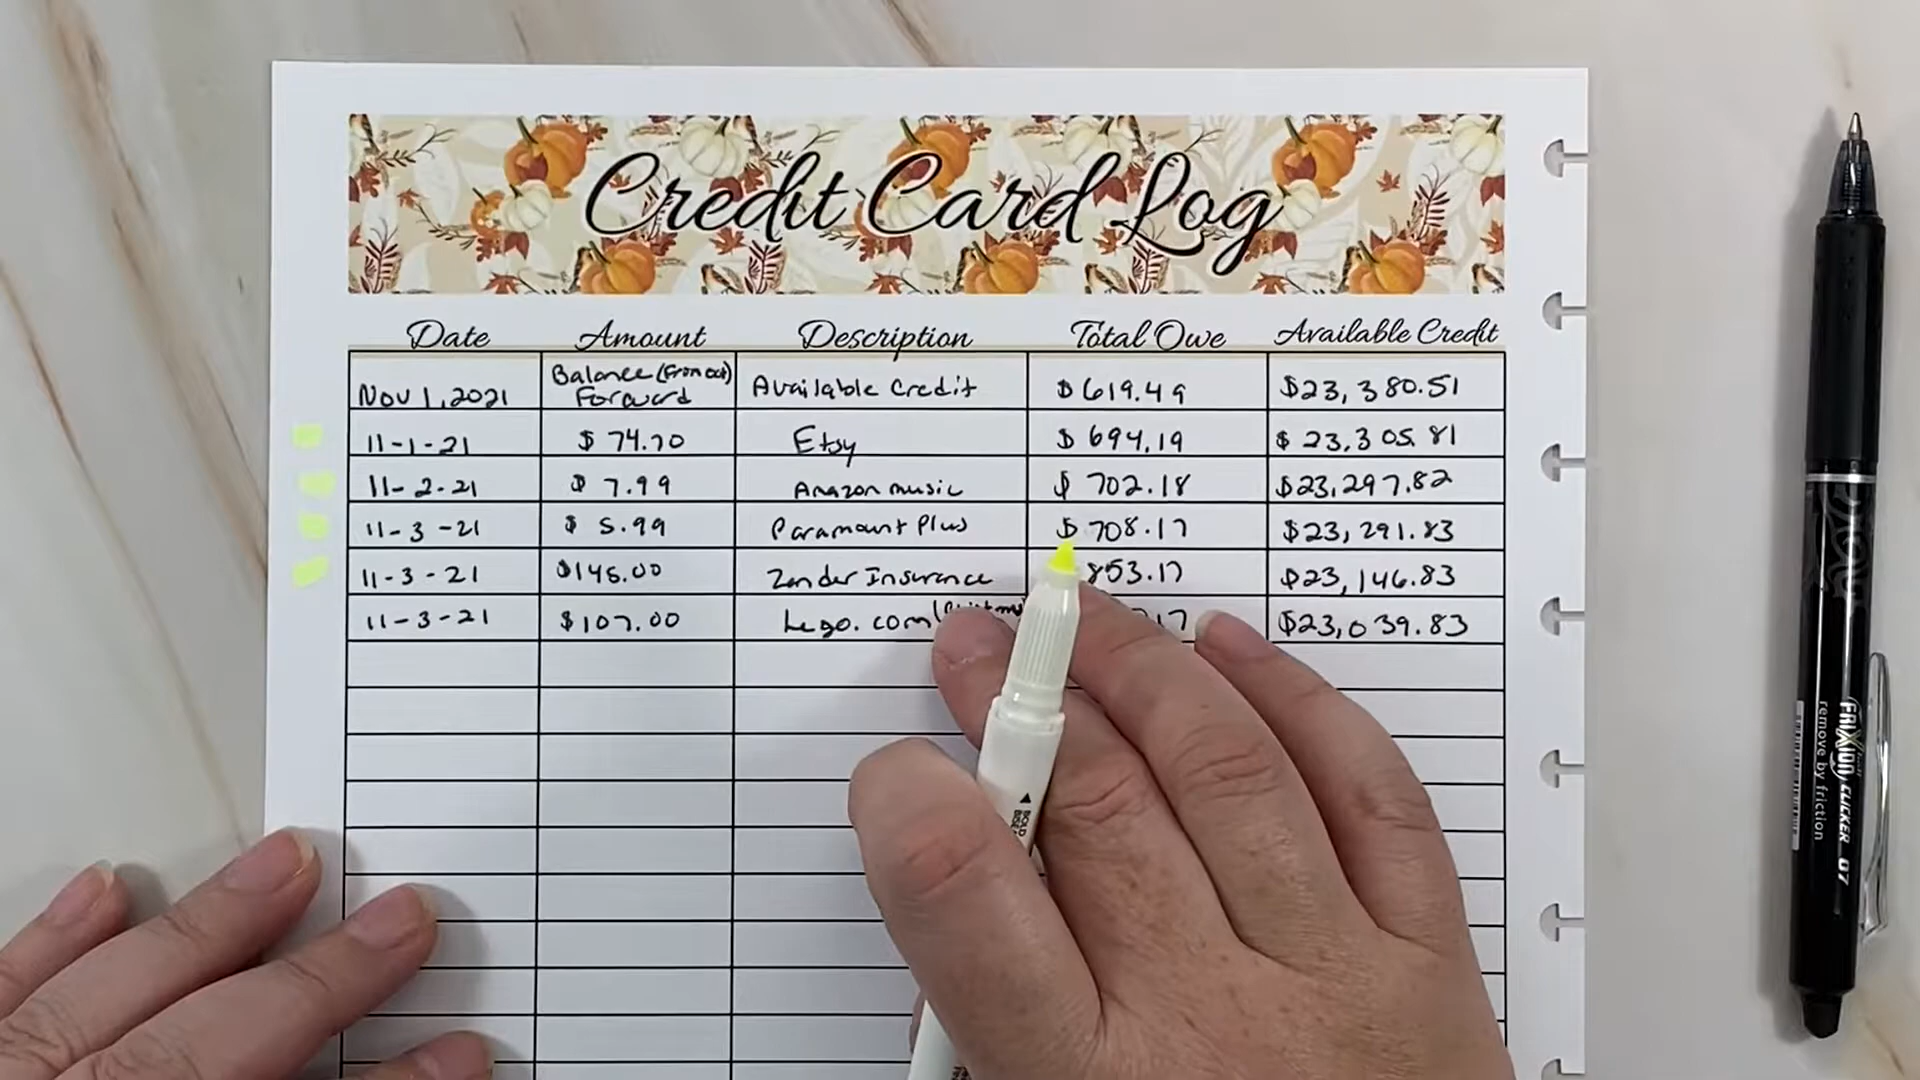 Credit Card Log
Date Amount Description Total Owe Available Credit
Nov 1, 2021 Balance (From oct) Forward Available Credit $619.49 $23,380.51
11-1-21 $74.70 Etsy $694.19 $23,305.81
11-2-21 $7.99 Amazon music $702.18 $23,297.82
11-3-21 $5.99 Paramount Plus $708.17 $23,291.83
11-3-21 $145.00 Zander Insurance 853.17 $23,146.83
11-3-21 $107.00 Lego.com .17 $23,039.83
BOLD
FRIXION CLICKER 07
remove by friction